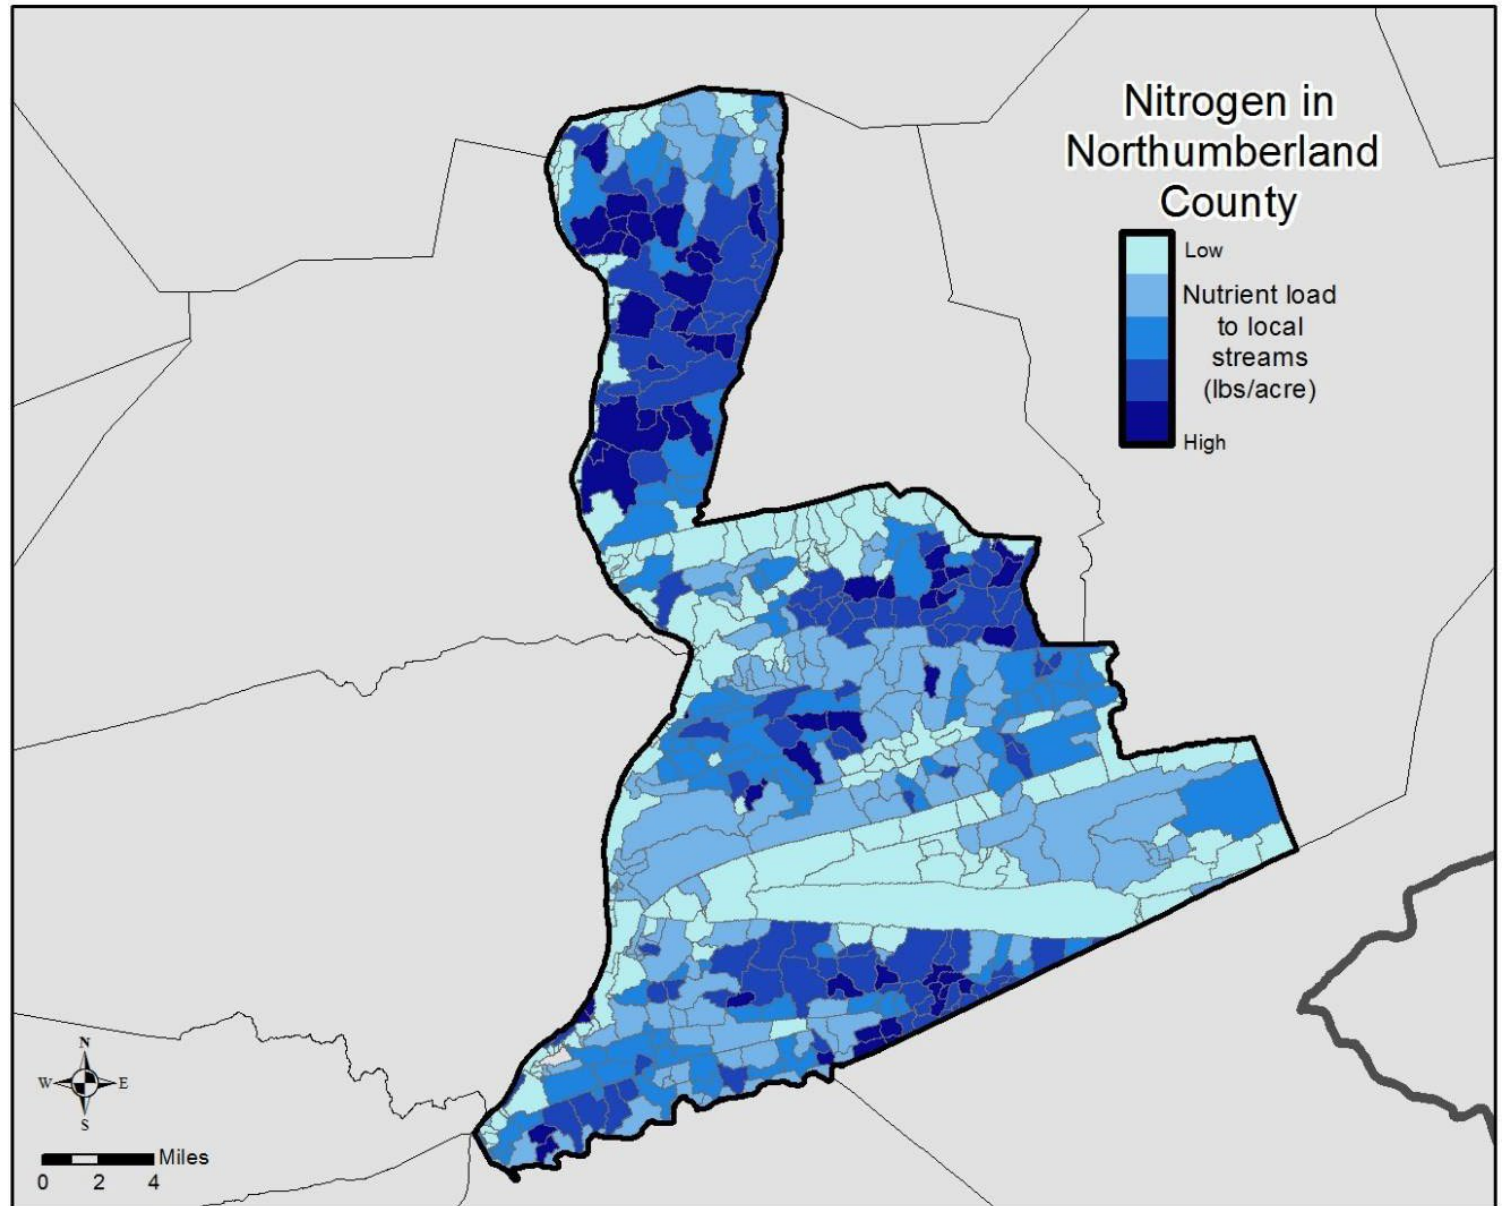 Nitrogen in
Northumberland
County
Low
Nutrient load
to local
streams
(lbs/acre)
High
N
W E
S
Miles
0 2 4